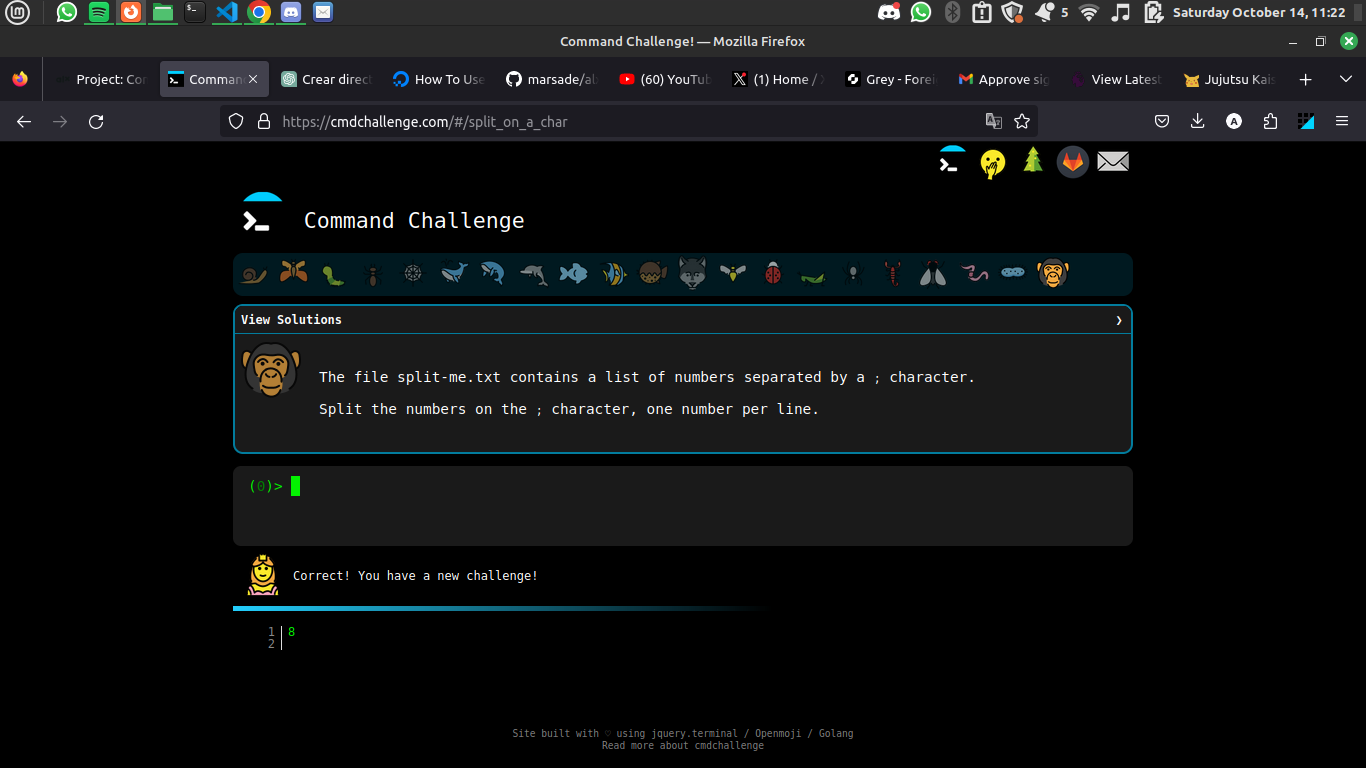 5
Saturday October 14, 11:22
Command Challenge! — Mozilla Firefox
Project: Cor
Command
Crear direct
How To Use
marsade/al
(60) YouTub
(1) Home / X
Grey - Forei
Approve sig
View Latest
Jujutsu Kais
https://cmdchallenge.com/#/split_on_a_char
A
Command Challenge
View Solutions
The file split-me.txt contains a list of numbers separated by a ; character.
Split the numbers on the ; character, one number per line.
(0)>
Correct! You have a new challenge!
1 8
2
Site built with ♡ using jquery.terminal / Openmoji / Golang
Read more about cmdchallenge